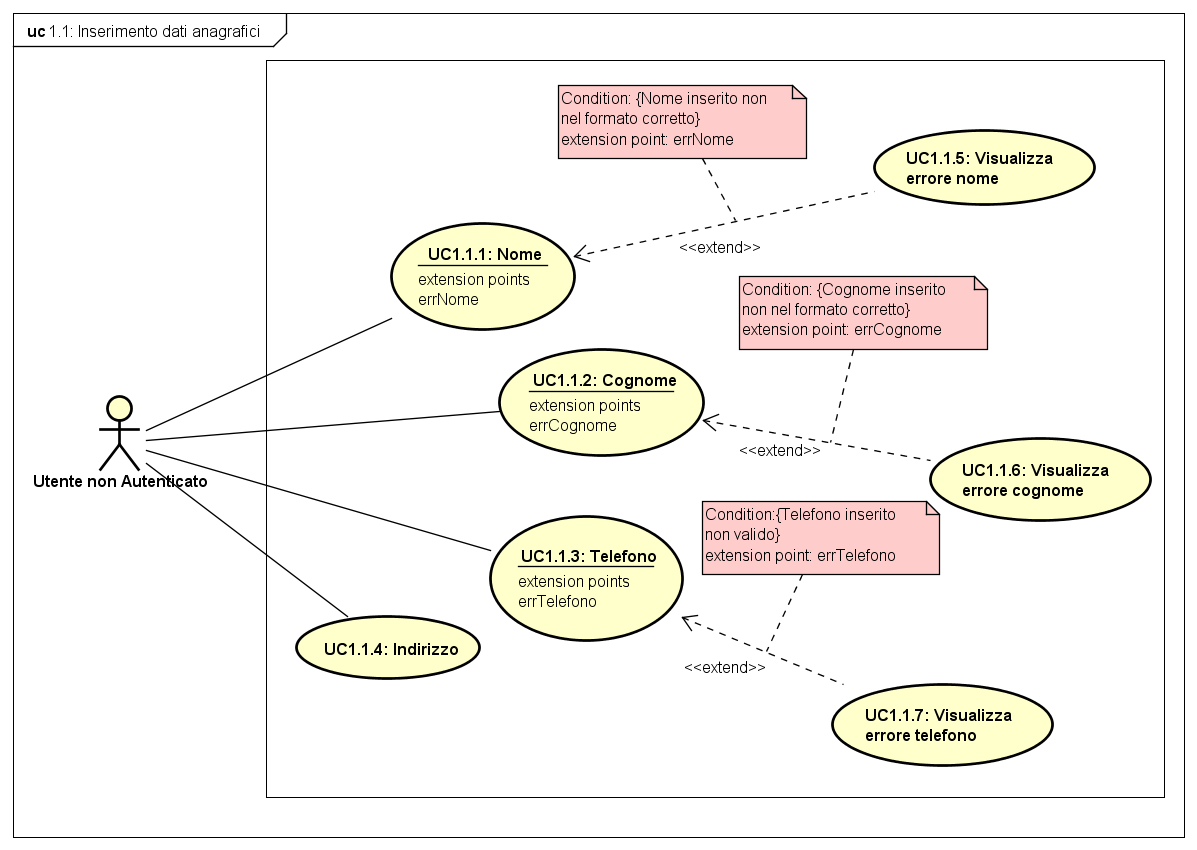 uc 1.1: Inserimento dati anagrafici
Condition: {Nome inserito non
nel formato corretto}
extension point: errNome
UC1.1.5: Visualizza
errore nome
<<extend>>
UC1.1.1: Nome
extension points
errNome
Condition: {Cognome inserito
non nel formato corretto}
extension point: errCognome
UC1.1.2: Cognome
extension points
errCognome
<<extend>>
UC1.1.6: Visualizza
errore cognome
Utente non Autenticato
Condition:{Telefono inserito
non valido}
extension point: errTelefono
UC1.1.3: Telefono
extension points
errTelefono
UC1.1.4: Indirizzo
<<extend>>
UC1.1.7: Visualizza
errore telefono